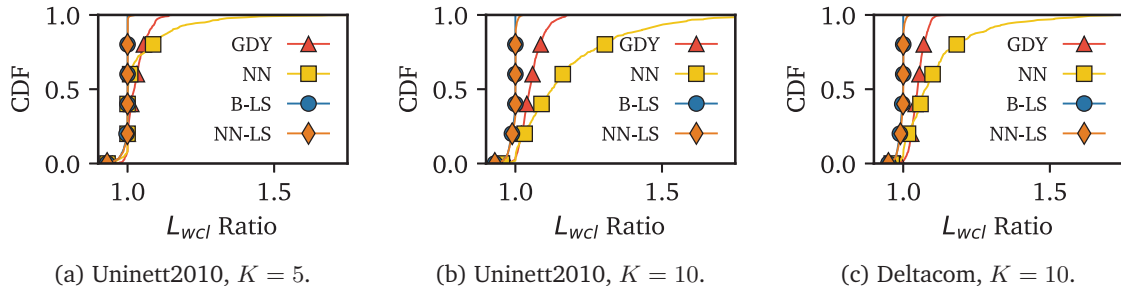 CDF
1.0
0.5
0.0
GDY
NN
B-LS
NN-LS
1.0 1.5
L_wcl Ratio
(a) Uninett2010, K = 5.
CDF
1.0
0.5
0.0
GDY
NN
B-LS
NN-LS
1.0 1.5
L_wcl Ratio
(b) Uninett2010, K = 10.
CDF
1.0
0.5
0.0
GDY
NN
B-LS
NN-LS
1.0 1.5
L_wcl Ratio
(c) Deltacom, K = 10.